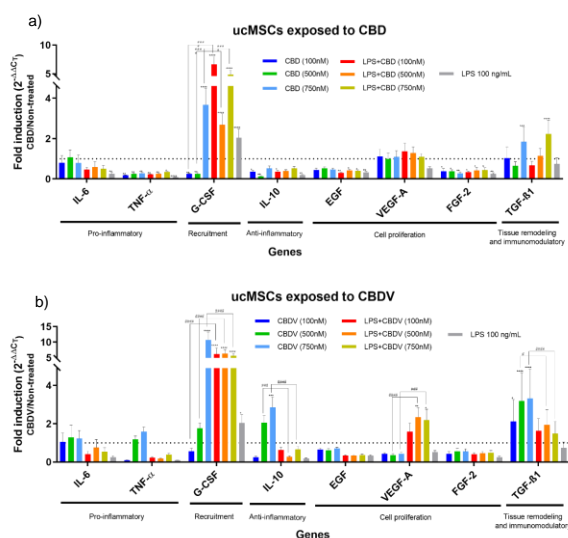 a)
ucMSCs exposed to CBD
Fold induction (2^-ΔΔCT)
CBD/Non-treated
10
5
4
2
0
CBD (100nM)
LPS+CBD (100nM)
LPS 100 ng/mL
CBD (500nM)
LPS+CBD (500nM)
CBD (750nM)
LPS+CBD (750nM)
IL-6
TNF-α
G-CSF
IL-10
EGF
VEGF-A
FGF-2
TGF-ß1
Pro-inflammatory
Recruitment
Anti-inflammatory
Cell proliferation
Tissue remodeling
and immunomodulatory
Genes
b)
ucMSCs exposed to CBDV
Fold induction (2^-ΔΔCT)
CBDV/Non-treated
15
10
5
4
2
0
CBDV (100nM)
LPS+CBDV (100nM)
LPS 100 ng/mL
CBDV (500nM)
LPS+CBDV (500nM)
CBDV (750nM)
LPS+CBDV (750nM)
IL-6
TNF-α
G-CSF
IL-10
EGF
VEGF-A
FGF-2
TGF-ß1
Pro-inflammatory
Recruitment
Anti-inflammatory
Cell proliferation
Tissue remodeling
and immunomodulatory
Genes